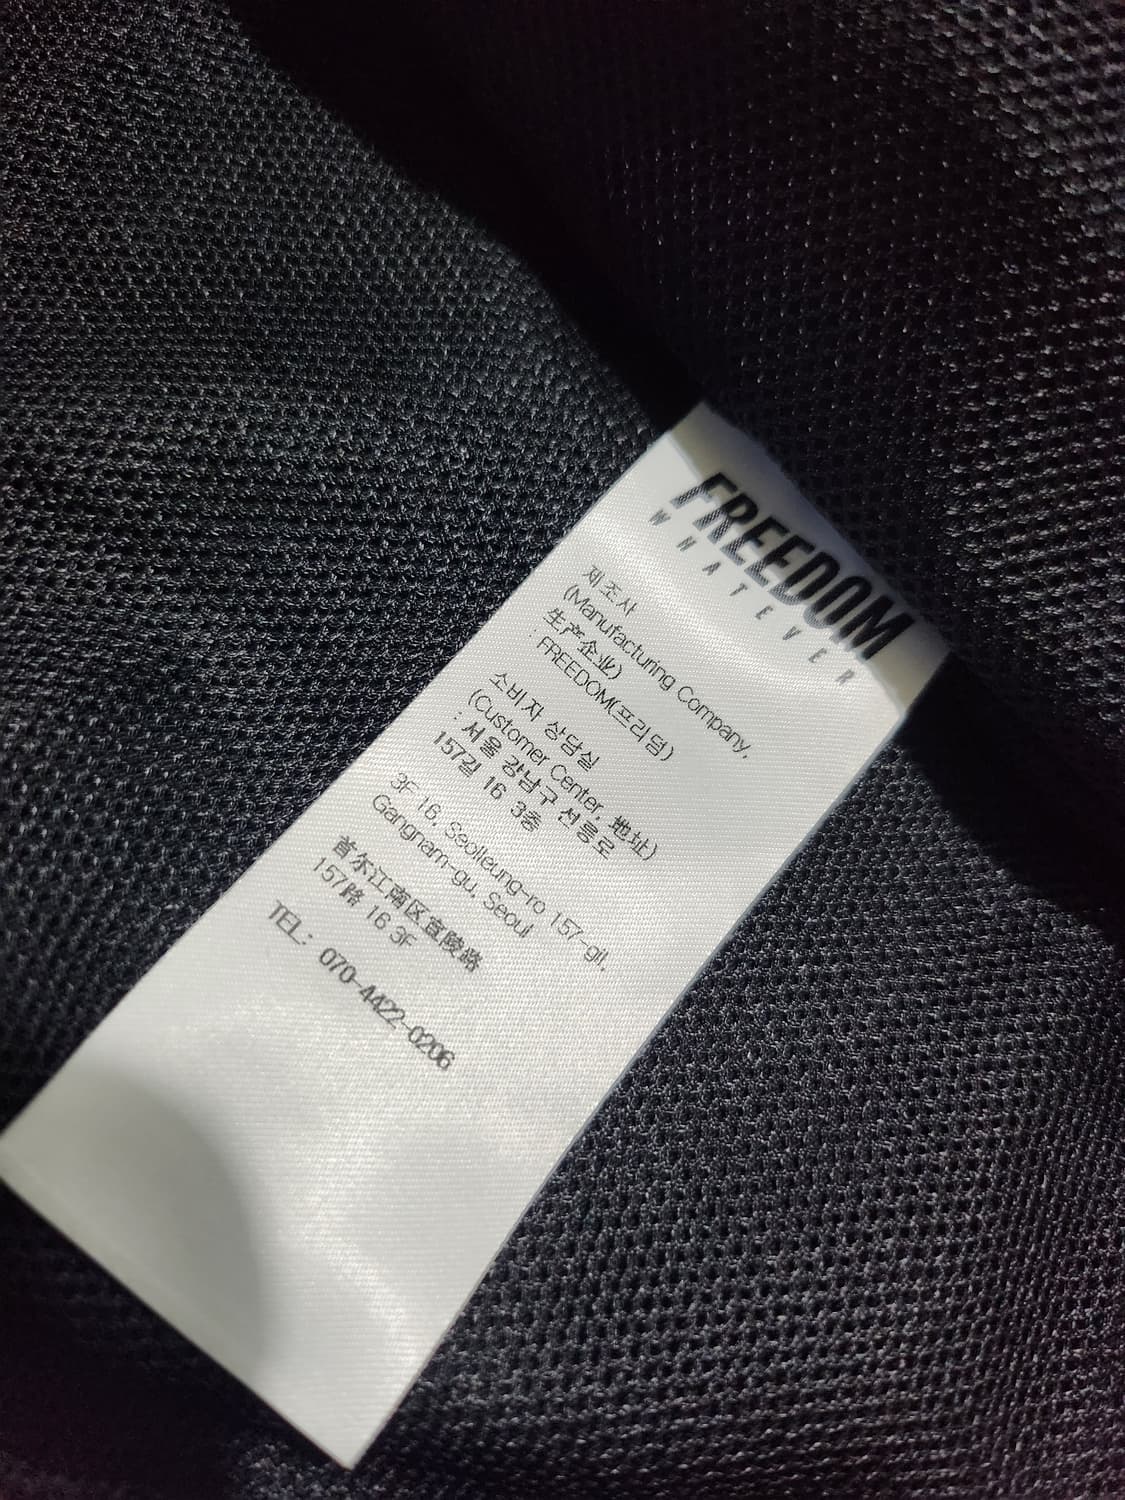 FREEDOM
WHATEVER
제조사
(Manufacturing Company,
生产企业)
: FREEDOM(프리덤)
소비자 상담실
(Customer Center, 地址)
: 서울 강남구 선릉로
157길 16 3층
3F 16, Seolleung-ro 157-gil,
Gangnam-gu, Seoul
首尔江南区宣陵路
157路 16 3F
TEL: 070-4422-0206